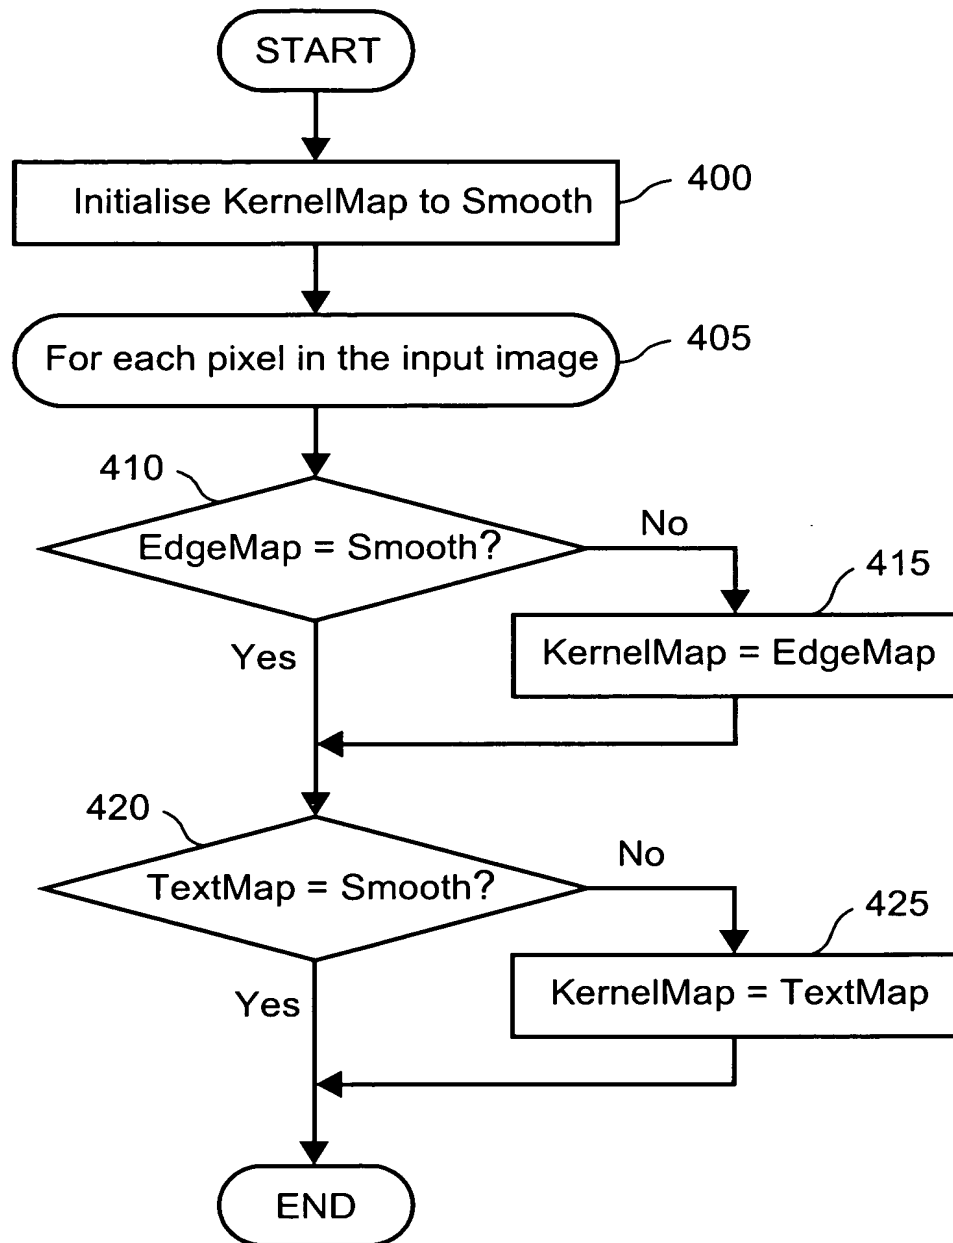 START
Initialise KernelMap to Smooth
400
For each pixel in the input image
405
410
EdgeMap = Smooth?
No
415
Yes
KernelMap = EdgeMap
420
TextMap = Smooth?
No
425
Yes
KernelMap = TextMap
END